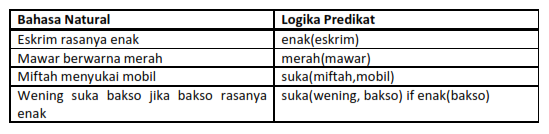 Bahasa Natural Logika Predikat
Eskrim rasanya enak enak(eskrim)
Mawar berwarna merah merah(mawar)
Miftah menyukai mobil suka(miftah,mobil)
Wening suka bakso jika bakso rasanya suka(wening, bakso) if enak(bakso)
enak